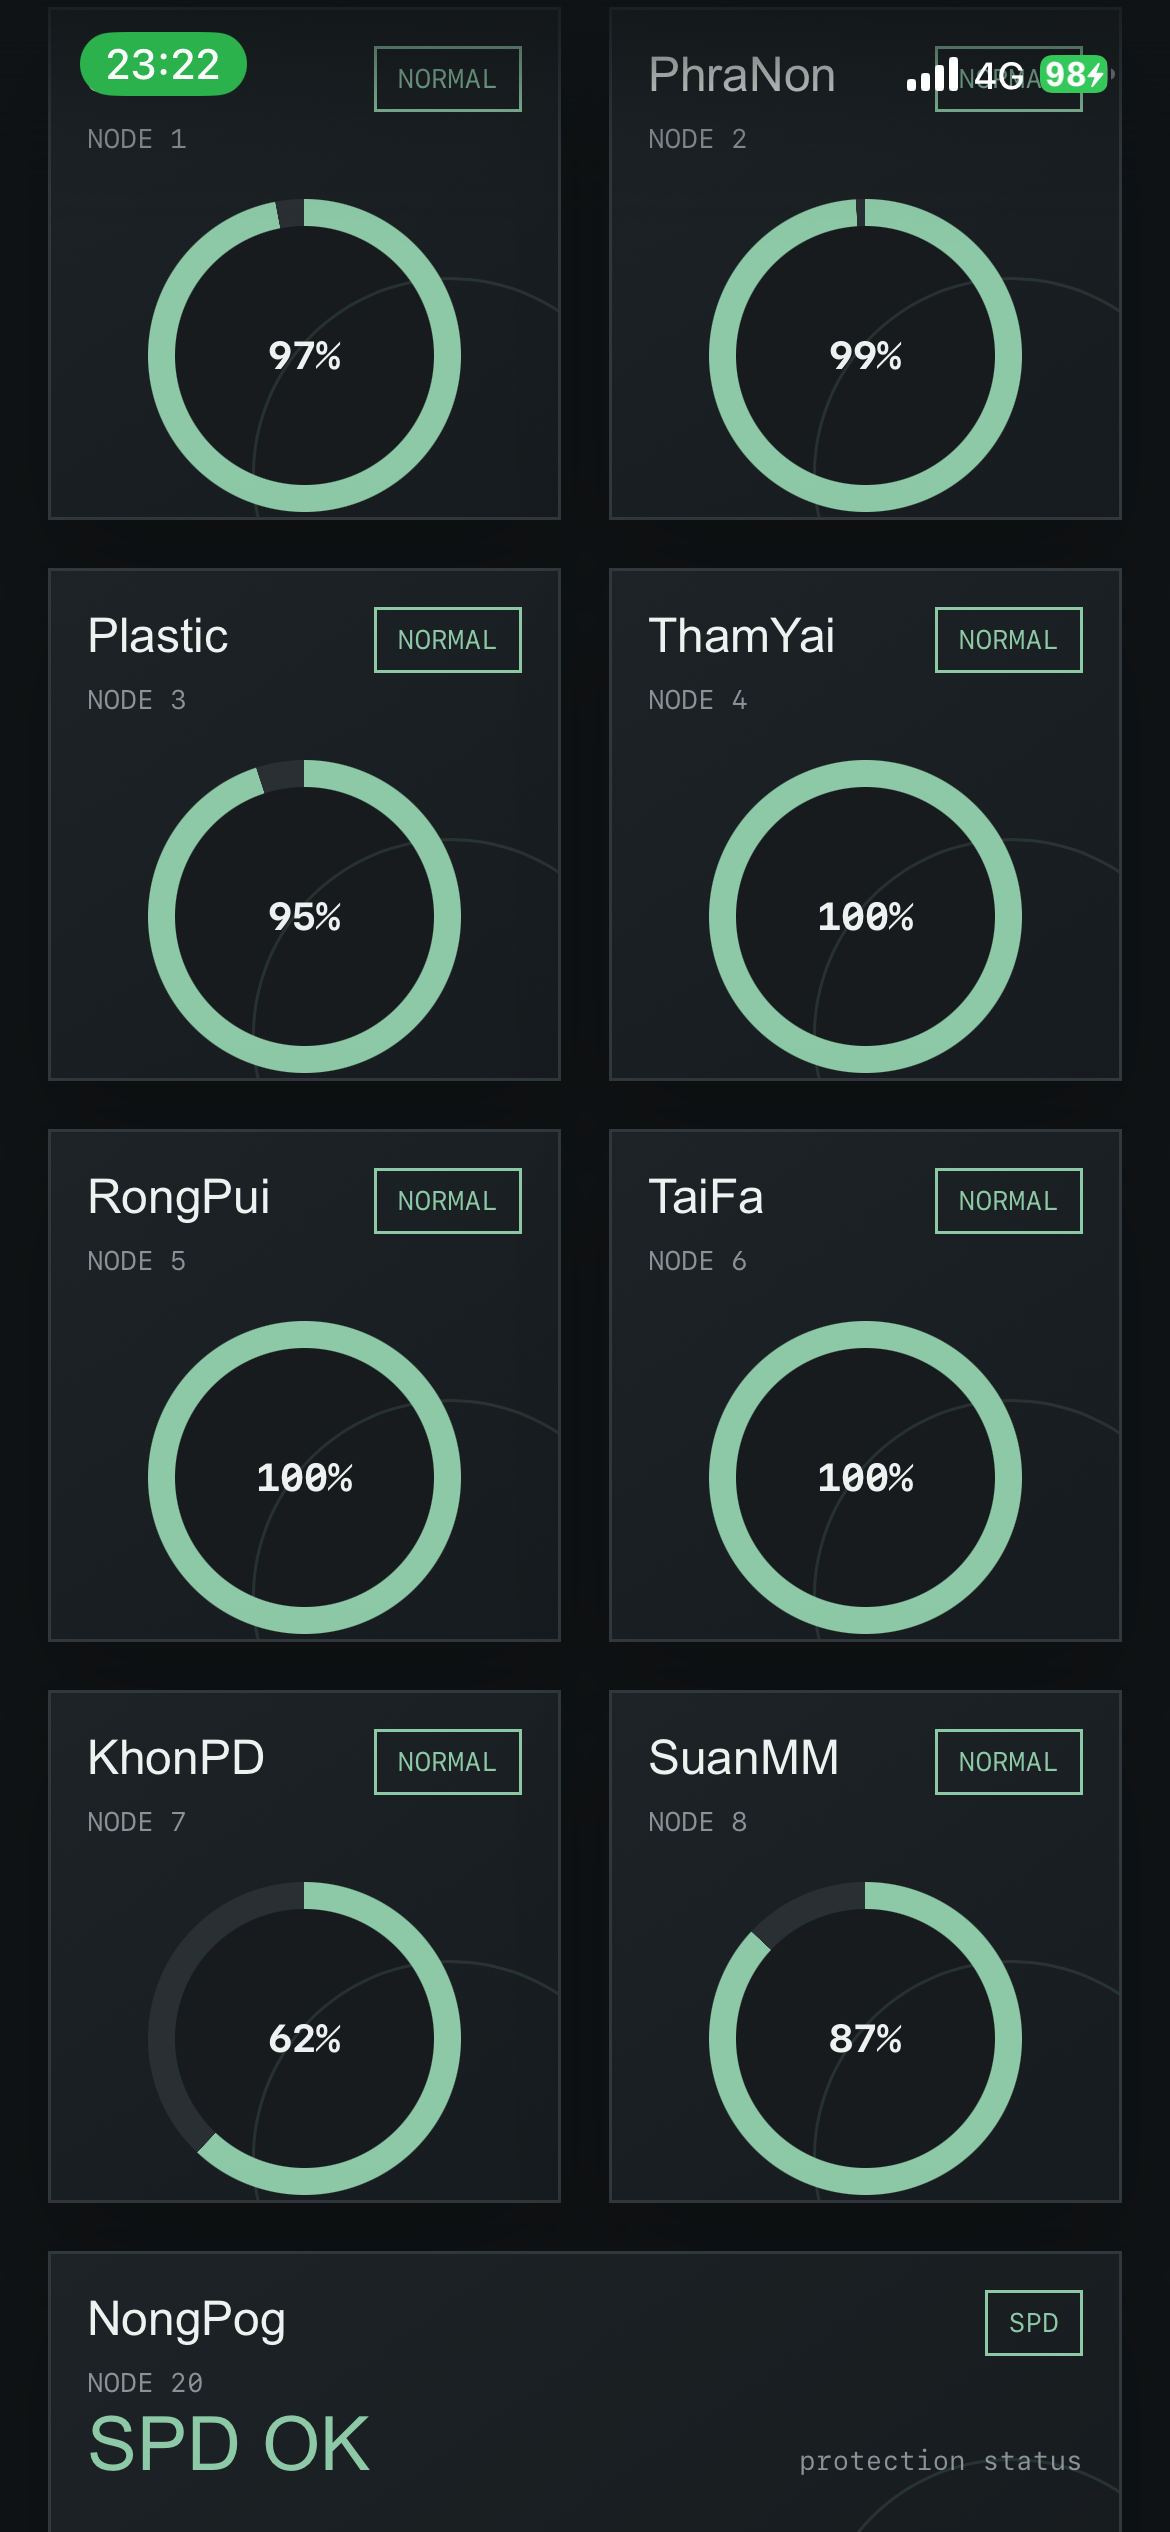 23:22
NORMAL
NODE 1
97%
PhraNon
4G
98
NODE 2
99%
Plastic
NORMAL
NODE 3
95%
ThamYai
NORMAL
NODE 4
100%
RongPui
NORMAL
NODE 5
100%
TaiFa
NORMAL
NODE 6
100%
KhonPD
NORMAL
NODE 7
62%
SuanMM
NORMAL
NODE 8
87%
NongPog
SPD
NODE 20
SPD OK
protection status